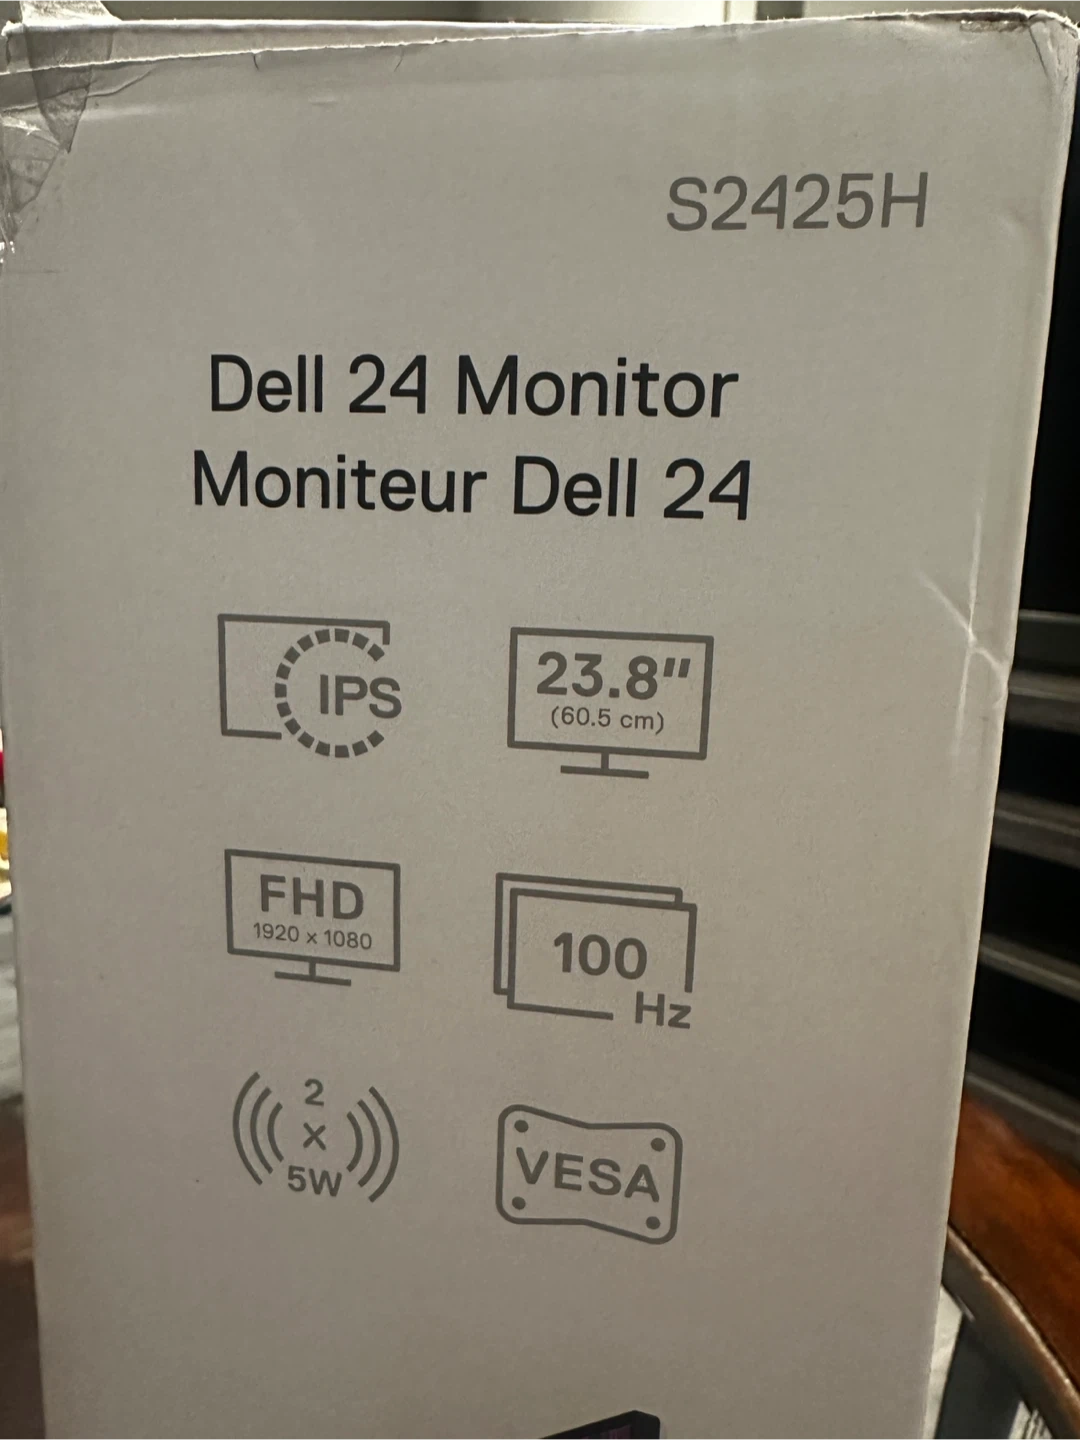 S2425H
Dell 24 Monitor
Moniteur Dell 24
IPS
23.8"
(60.5 cm)
FHD
1920 x 1080
100
Hz
2
x
5W
VESA